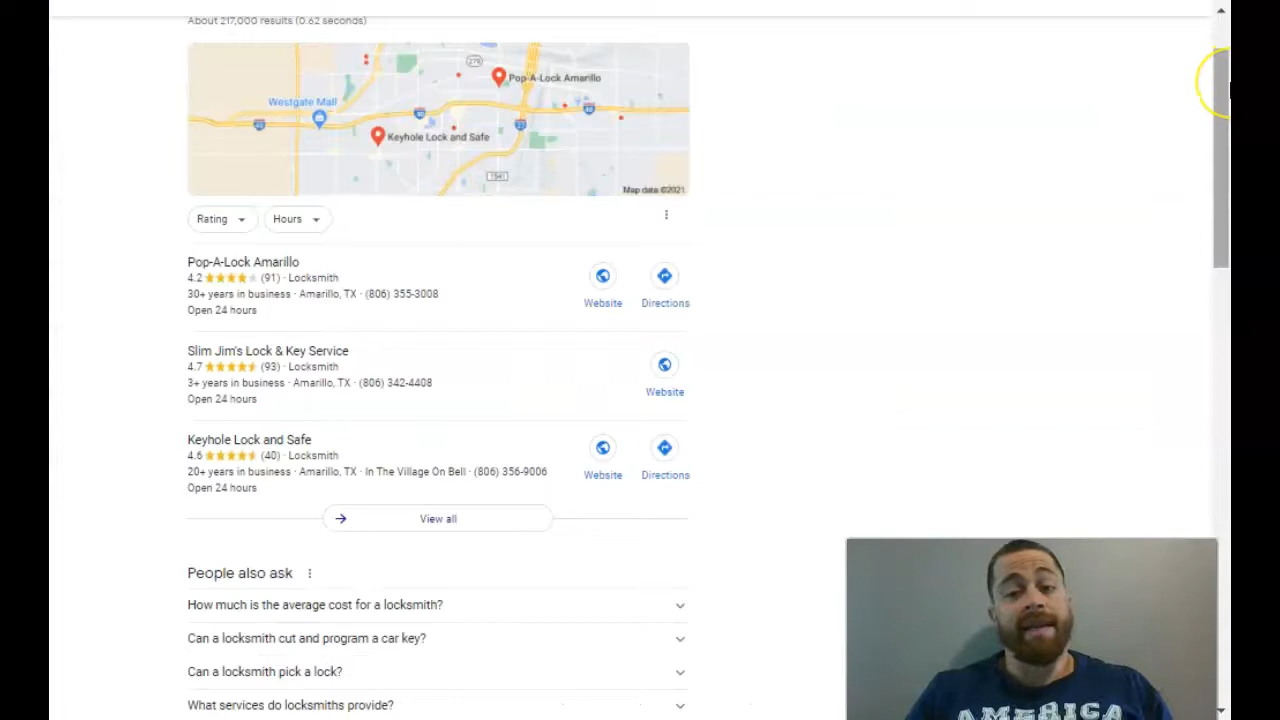 About 217,000 results (0.62 seconds)
279
Pop-A-Lock Amarillo
Westgate Mall
40
40
40
27
Keyhole Lock and Safe
1541
Map data ©2021
Rating
Hours
Pop-A-Lock Amarillo
4.2 (91) · Locksmith
30+ years in business · Amarillo, TX · (806) 355-3008
Open 24 hours
Website
Directions
Slim Jim's Lock & Key Service
4.7 (93) · Locksmith
3+ years in business · Amarillo, TX · (806) 342-4408
Open 24 hours
Website
Keyhole Lock and Safe
4.6 (40) · Locksmith
20+ years in business · Amarillo, TX · In The Village On Bell · (806) 356-9006
Open 24 hours
Website
Directions
View all
People also ask
How much is the average cost for a locksmith?
Can a locksmith cut and program a car key?
Can a locksmith pick a lock?
What services do locksmiths provide?
AMERICA